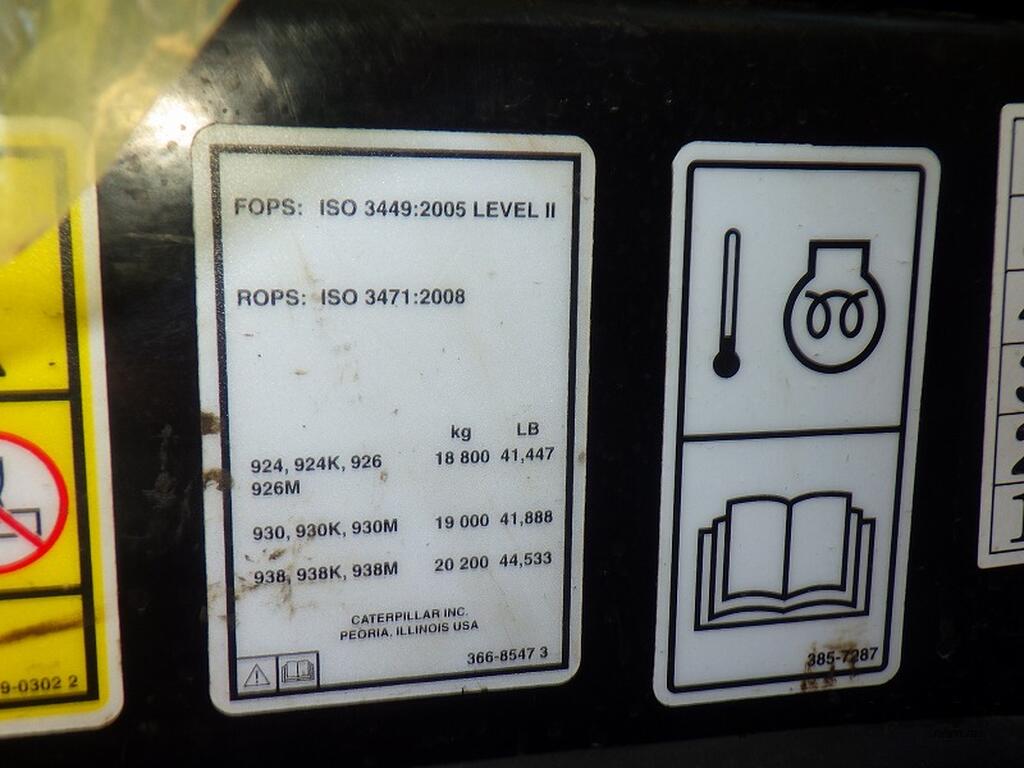 FOPS: ISO 3449:2005 LEVEL II
ROPS: ISO 3471:2008
kg LB
924, 924K, 926 18 800 41,447
926M
930, 930K, 930M 19 000 41,888
938, 938K, 938M 20 200 44,533
CATERPILLAR INC.
PEORIA, ILLINOIS USA
366-8547 3
385-7287
9-0302 2
2
1